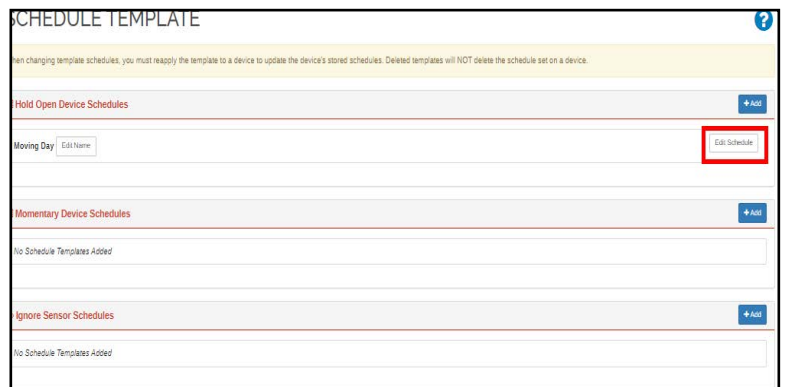 SCHEDULE TEMPLATE
?
hen changing template schedules, you must reapply the template to a device to update the device's stored schedules. Deleted templates will NOT delete the schedule set on a device.
Hold Open Device Schedules
+Add
Moving Day Edit Name
Edit Schedule
Momentary Device Schedules
+Add
No Schedule Templates Added
Ignore Sensor Schedules
+Add
No Schedule Templates Added